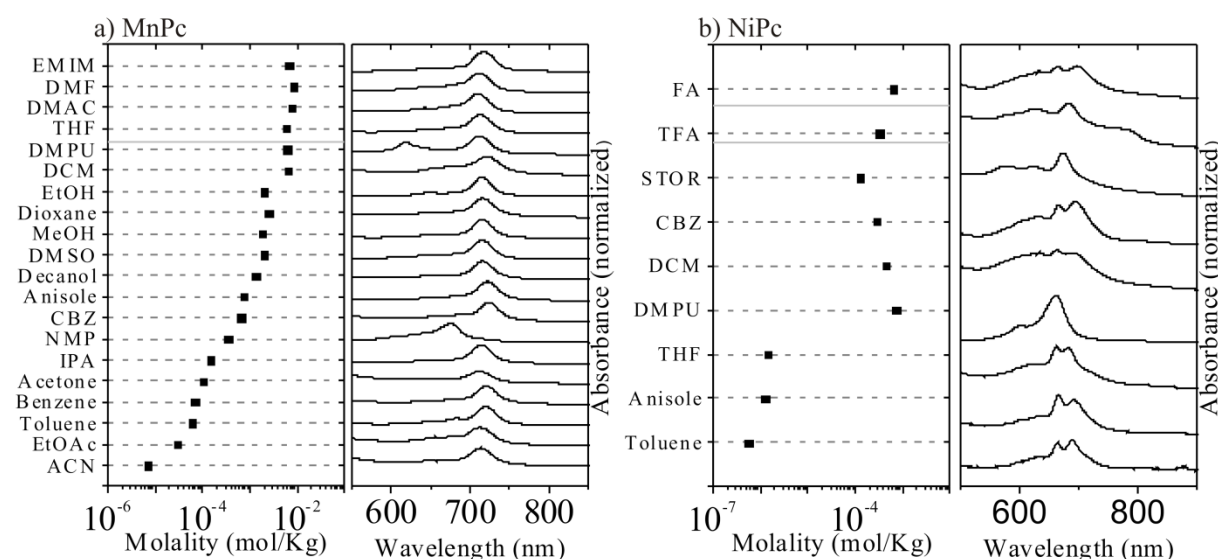 a) MnPc
EMIM
DMF
DMAC
THF
DMPU
DCM
EtOH
Dioxane
MeOH
DMSO
Decanol
Anisole
CBZ
NMP
IPA
Acetone
Benzene
Toluene
EtOAc
ACN
10-6 10-4 10-2
Molality (mol/Kg)
600 700 800
Wavelength (nm)
Absorbance (normalized)
b) NiPc
FA
TFA
STOR
CBZ
DCM
DMPU
THF
Anisole
Toluene
10-7 10-4
Molality (mol/Kg)
600 800
Wavelength (nm)
Absorbance (normalized)